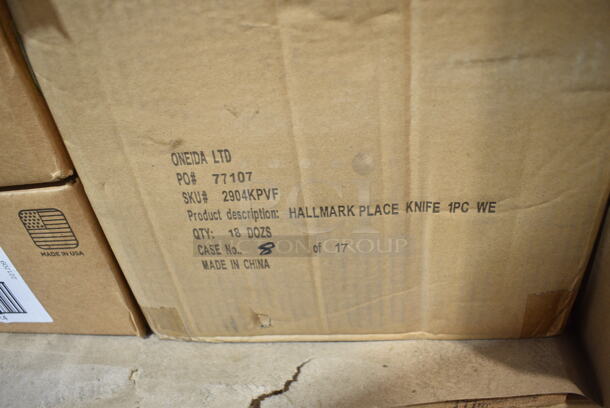 ONEIDA LTD
PO# 77107
SKU# 2904KPVF
Product description: HALLMARK PLACE KNIFE 1PC WE
QTY: 18 DOZS
CASE No.. 8 of 17
MADE IN CHINA
MADE IN USA